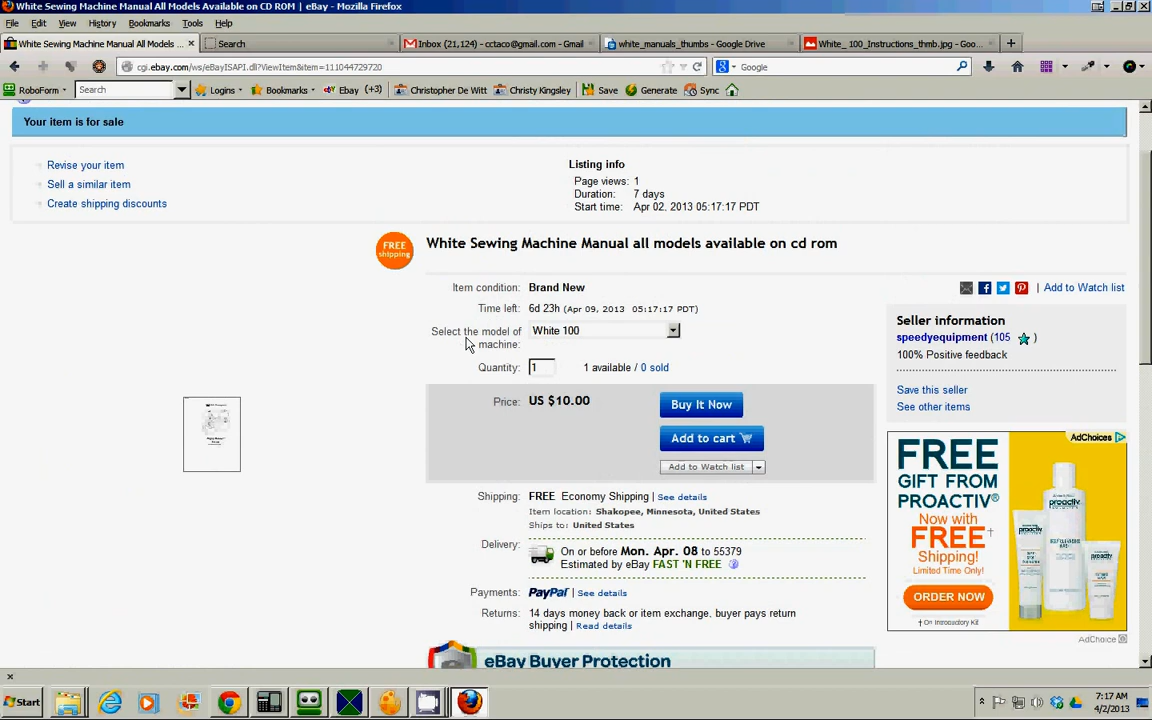 White Sewing Machine Manual All Models Available on CD ROM | eBay - Mozilla Firefox
File Edit View History Bookmarks Tools Help
White Sewing Machine Manual All Models ... × Search × Inbox (21,124) - cctaco@gmail.com - Gmail × white_manuals_thumbs - Google Drive × White_ 100_Instructions_thmb.jpg - Goo... × +
cgi.ebay.com/ws/eBayISAPI.dll?ViewItem&item=111044729720 Google
RoboForm Search Logins Bookmarks Ebay (+3) Christopher De Witt Christy Kingsley Save Generate Sync
Your item is for sale
Revise your item
Sell a similar item
Create shipping discounts
Listing info
Page views: 1
Duration: 7 days
Start time: Apr 02, 2013 05:17:17 PDT
FREE
shipping
White Sewing Machine Manual all models available on cd rom
Item condition: Brand New
Time left: 6d 23h (Apr 09, 2013 05:17:17 PDT)
Select the model of
machine: White 100
Quantity: 1 1 available / 0 sold
Price: US $10.00 Buy It Now
Add to cart
Add to Watch list
Shipping: FREE Economy Shipping | See details
Item location: Shakopee, Minnesota, United States
Ships to: United States
Delivery: On or before Mon. Apr. 08 to 55379
Estimated by eBay FAST 'N FREE
Payments: PayPal | See details
Returns: 14 days money back or item exchange, buyer pays return
shipping | Read details
eBay Buyer Protection
| Add to Watch list
Seller information
speedyequipment (105 )
100% Positive feedback
Save this seller
See other items
AdChoices
FREE
GIFT FROM
PROACTIV®
Now with
FREE†
Shipping!
Limited Time Only!
ORDER NOW
† On Introductory Kit
proactiv
proactiv
proactiv
AdChoice
Start
7:17 AM
4/2/2013